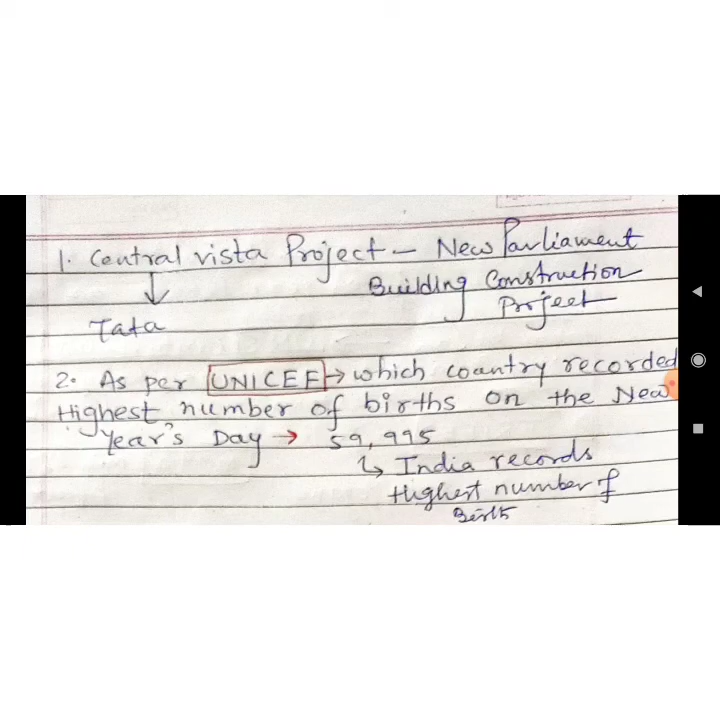 1. Central vista Project - New Parliament
Building Construction
Project
↓
Tata
2. As per UNICEF → which country recorded
Highest number of births on the New
Year's Day → 59,995
↳ India records
Highest number of
Birth